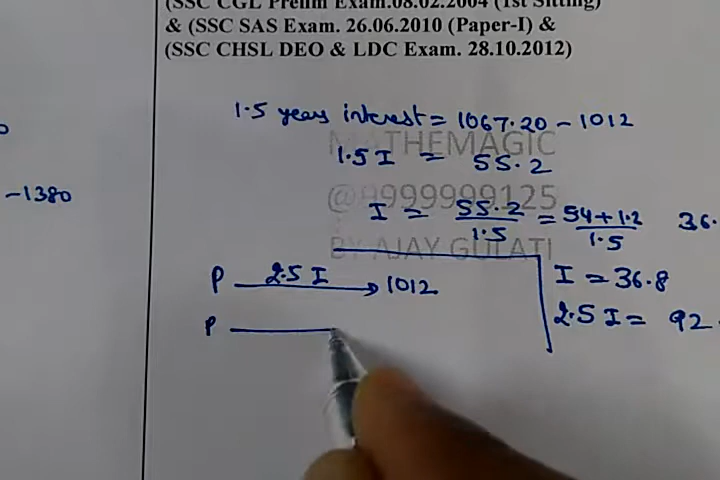 (SSC CGL Prelim Exam.08.02.2004 (1st Sitting)
& (SSC SAS Exam. 26.06.2010 (Paper-I) &
(SSC CHSL DEO & LDC Exam. 28.10.2012)
-1380
1.5 years interest = 1067.20 - 1012
MATHEMAGIC
1.5 I = 55.2
@9999999125
I = 55.2/1.5 = 54+1.2/1.5 36.
BY AJAY GULATI
P 2.5 I 1012
I = 36.8
P
2.5 I = 92